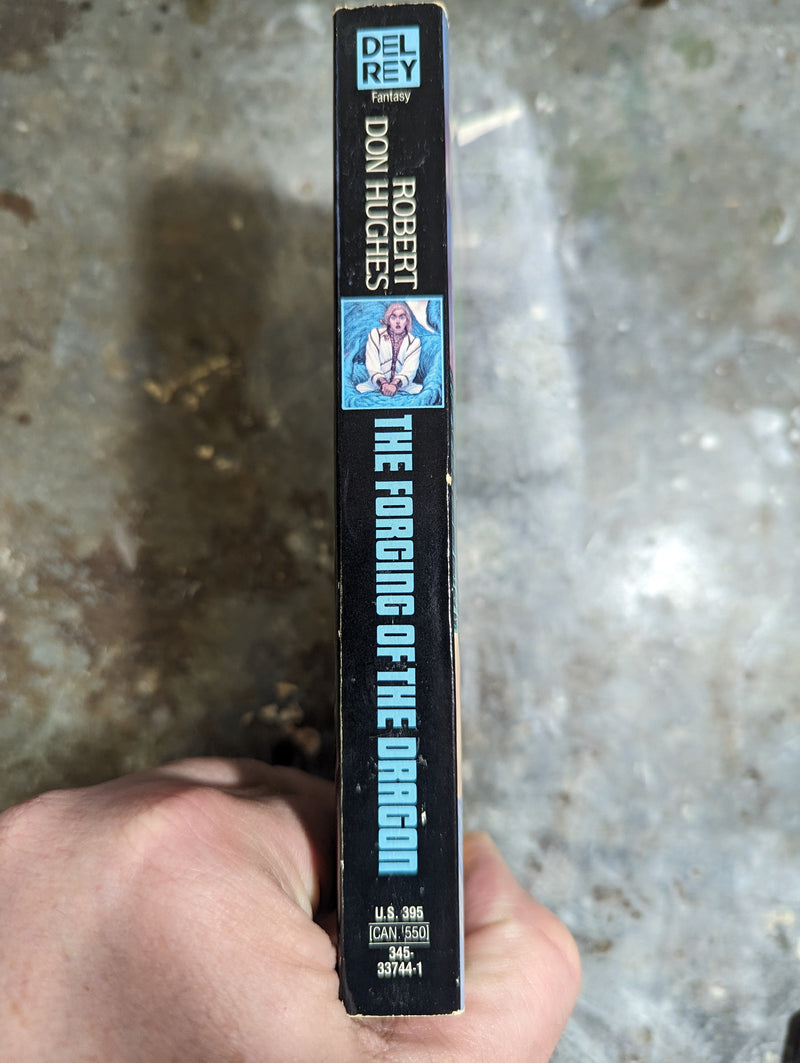 DEL
REY
Fantasy
ROBERT
DON HUGHES
THE FORGING OF THE DRAGON
U.S. 395
[CAN. 550]
345-
33744-1